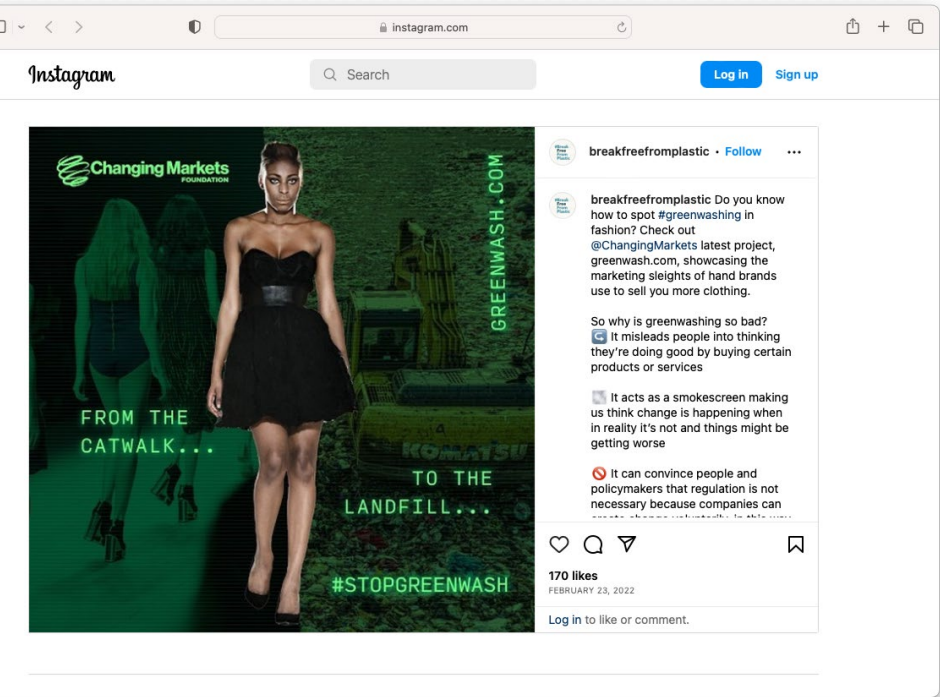 instagram.com
Instagram
Search
Log in
Sign up
Changing Markets
FOUNDATION
GREENWASH.COM
FROM THE
CATWALK...
KOMATSU
TO THE
LANDFILL...
#STOPGREENWASH
breakfreefromplastic • Follow
breakfreefromplastic Do you know
how to spot #greenwashing in
fashion? Check out
@ChangingMarkets latest project,
greenwash.com, showcasing the
marketing sleights of hand brands
use to sell you more clothing.
So why is greenwashing so bad?
It misleads people into thinking
they're doing good by buying certain
products or services
It acts as a smokescreen making
us think change is happening when
in reality it's not and things might be
getting worse
It can convince people and
policymakers that regulation is not
necessary because companies can
170 likes
FEBRUARY 23, 2022
Log in to like or comment.